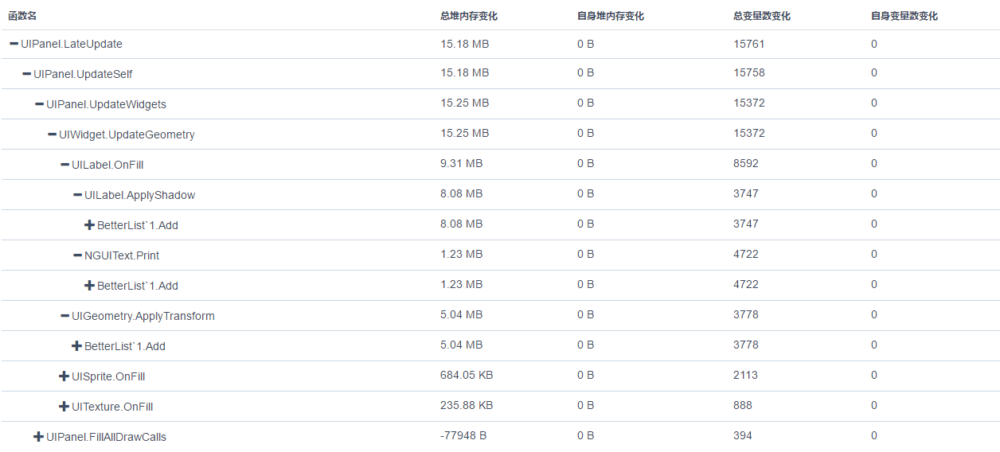 函数名 总堆内存变化 自身堆内存变化 总变量数变化 自身变量数变化
UIPanel.LateUpdate 15.18 MB 0 B 15761 0
UIPanel.UpdateSelf 15.18 MB 0 B 15758 0
UIPanel.UpdateWidgets 15.25 MB 0 B 15372 0
UIWidget.UpdateGeometry 15.25 MB 0 B 15372 0
UILabel.OnFill 9.31 MB 0 B 8592 0
UILabel.ApplyShadow 8.08 MB 0 B 3747 0
BetterList`1.Add 8.08 MB 0 B 3747 0
NGUIText.Print 1.23 MB 0 B 4722 0
BetterList`1.Add 1.23 MB 0 B 4722 0
UIGeometry.ApplyTransform 5.04 MB 0 B 3778 0
BetterList`1.Add 5.04 MB 0 B 3778 0
UISprite.OnFill 684.05 KB 0 B 2113 0
UITexture.OnFill 235.88 KB 0 B 888 0
UIPanel.FillAllDrawCalls -77948 B 0 B 394 0